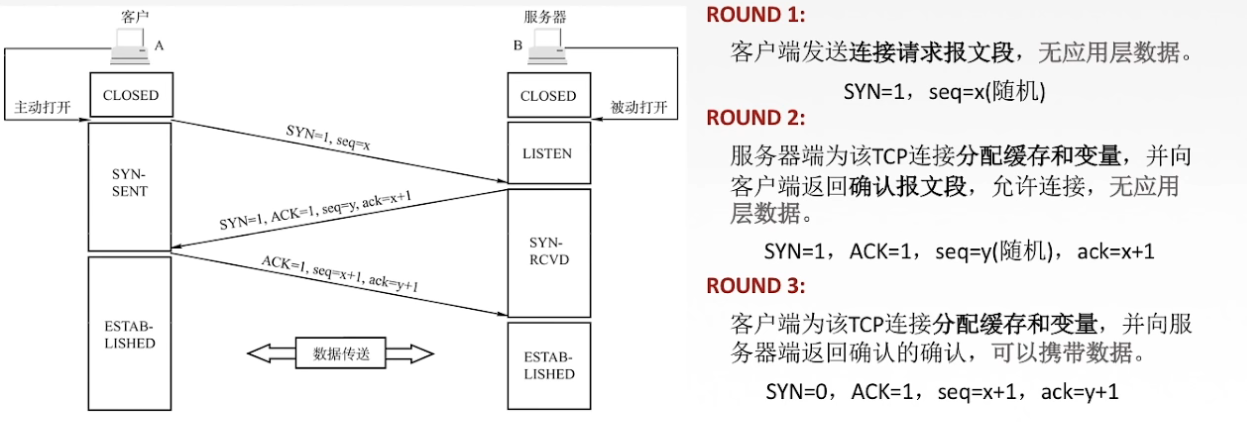 客户
A
服务器
B
主动打开
CLOSED
CLOSED
被动打开
SYN=1, seq=x
SYN-
SENT
LISTEN
SYN=1, ACK=1, seq=y, ack=x+1
SYN-
RCVD
ACK=1, seq=x+1, ack=y+1
ESTAB-
LISHED
数据传送
ESTAB-
LISHED
ROUND 1:
客户端发送连接请求报文段，无应用层数据。
SYN=1，seq=x(随机)
ROUND 2:
服务器端为该TCP连接分配缓存和变量，并向
客户端返回确认报文段，允许连接，无应用
层数据。
SYN=1，ACK=1，seq=y(随机)，ack=x+1
ROUND 3:
客户端为该TCP连接分配缓存和变量，并向服
务器端返回确认的确认，可以携带数据。
SYN=0，ACK=1，seq=x+1，ack=y+1